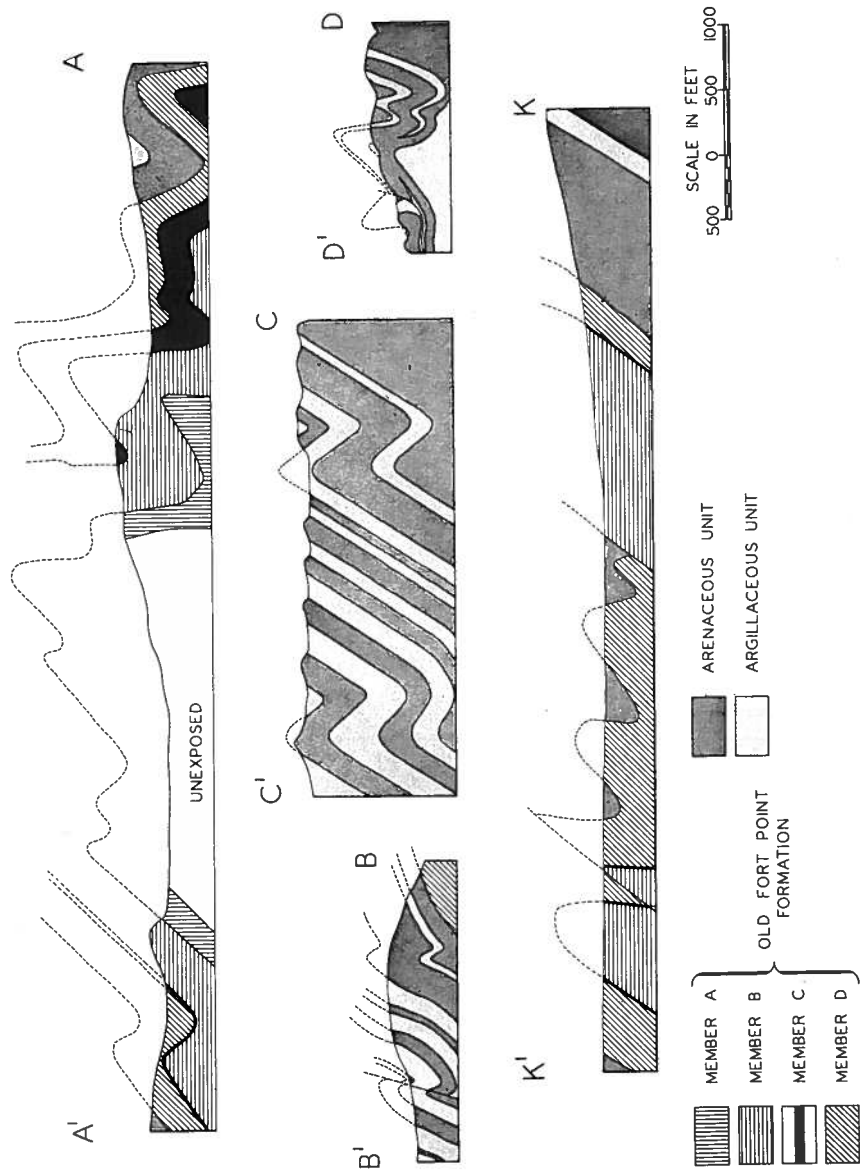 A' A
UNEXPOSED
B' B
C' C
D' D
K' K
SCALE IN FEET
500 0 500 1000
ARENACEOUS UNIT
ARGILLACEOUS UNIT
MEMBER A
MEMBER B
MEMBER C
MEMBER D
OLD FORT POINT
FORMATION